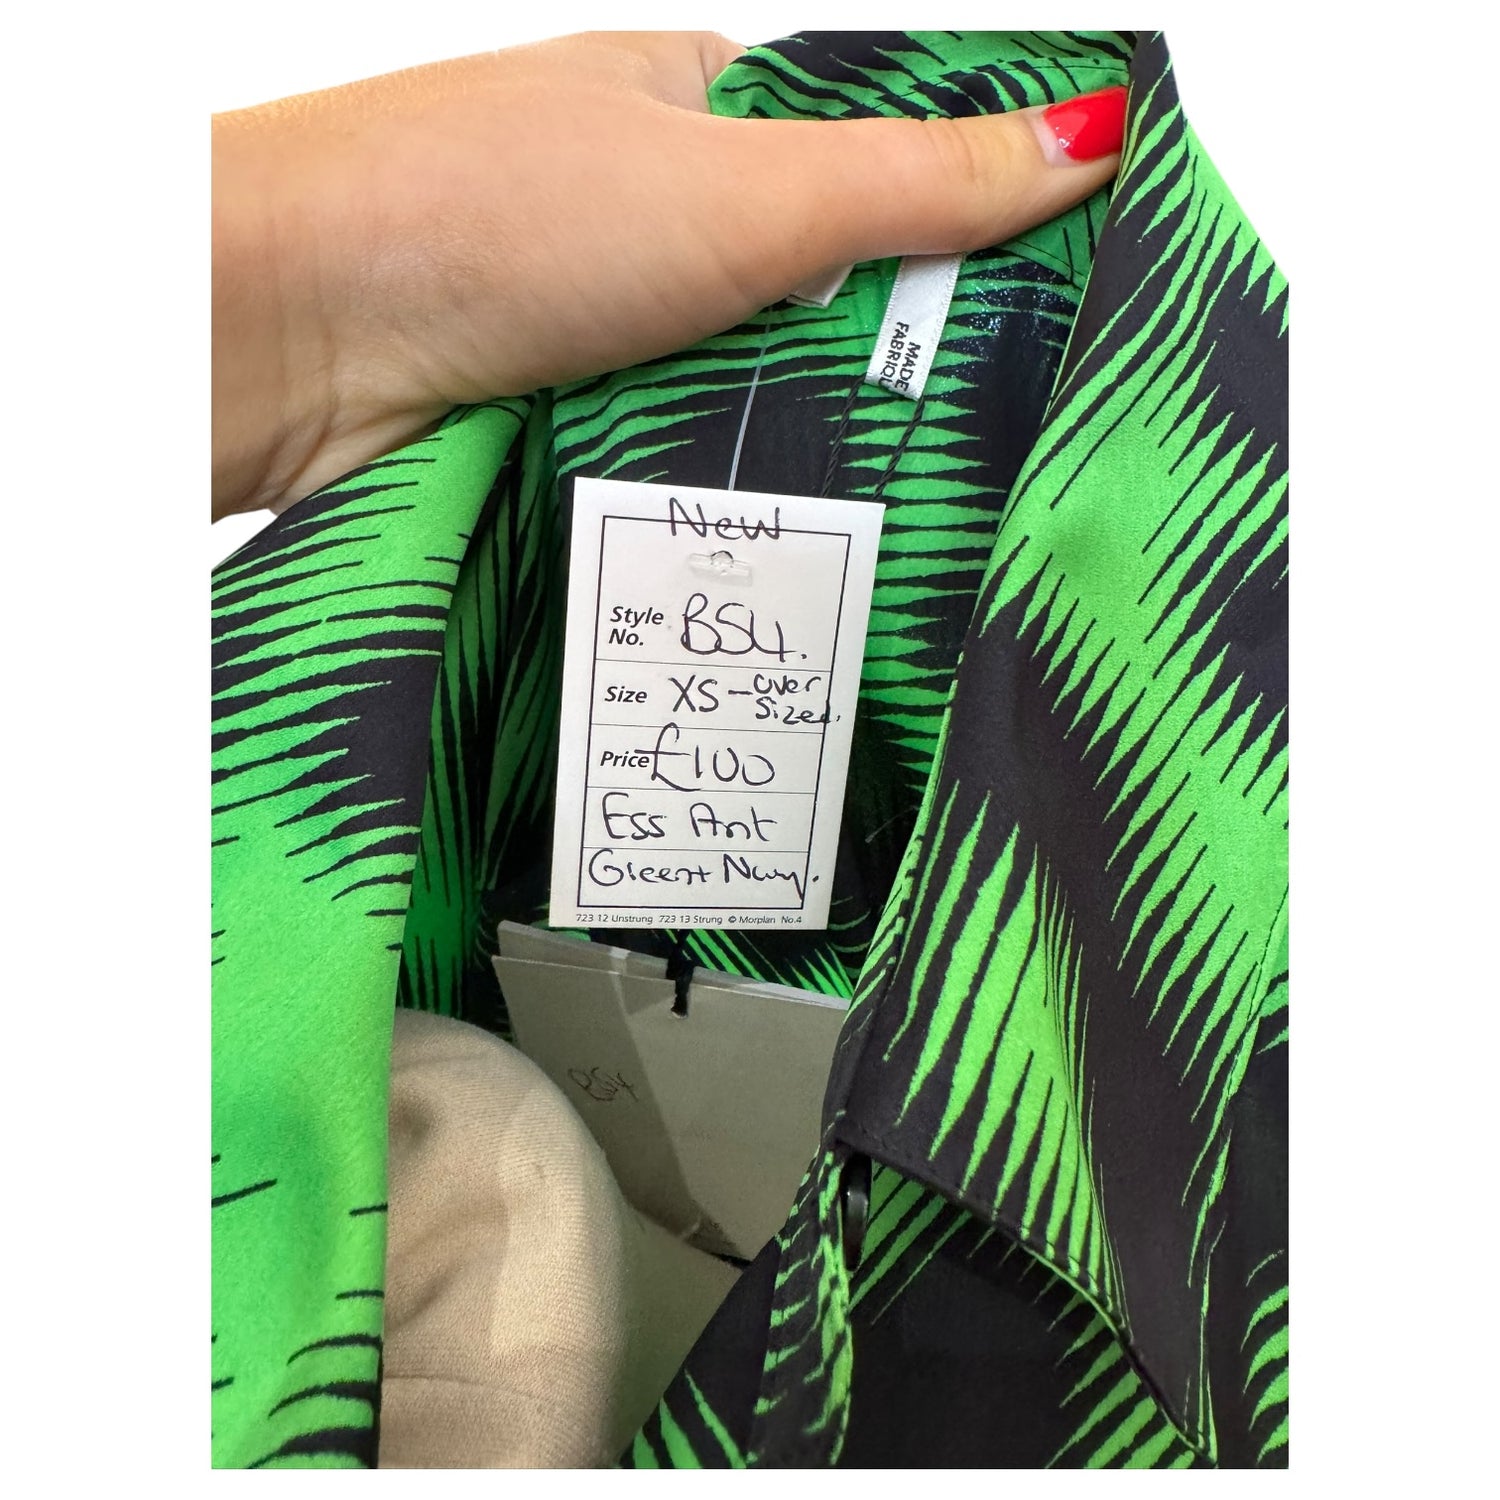 MADE
FABRIQU
New
Style No. BS4.
Size XS - over sized.
Price £100
Ess Ant
Green + Navy.
723 12 Unstrung 723 13 Strung © Morplan No.4
BS4